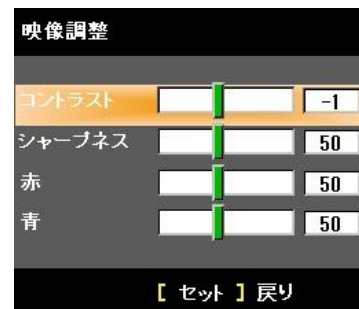 映像調整
コントラスト -1
シャープネス 50
赤 50
青 50
[ セット ] 戻り